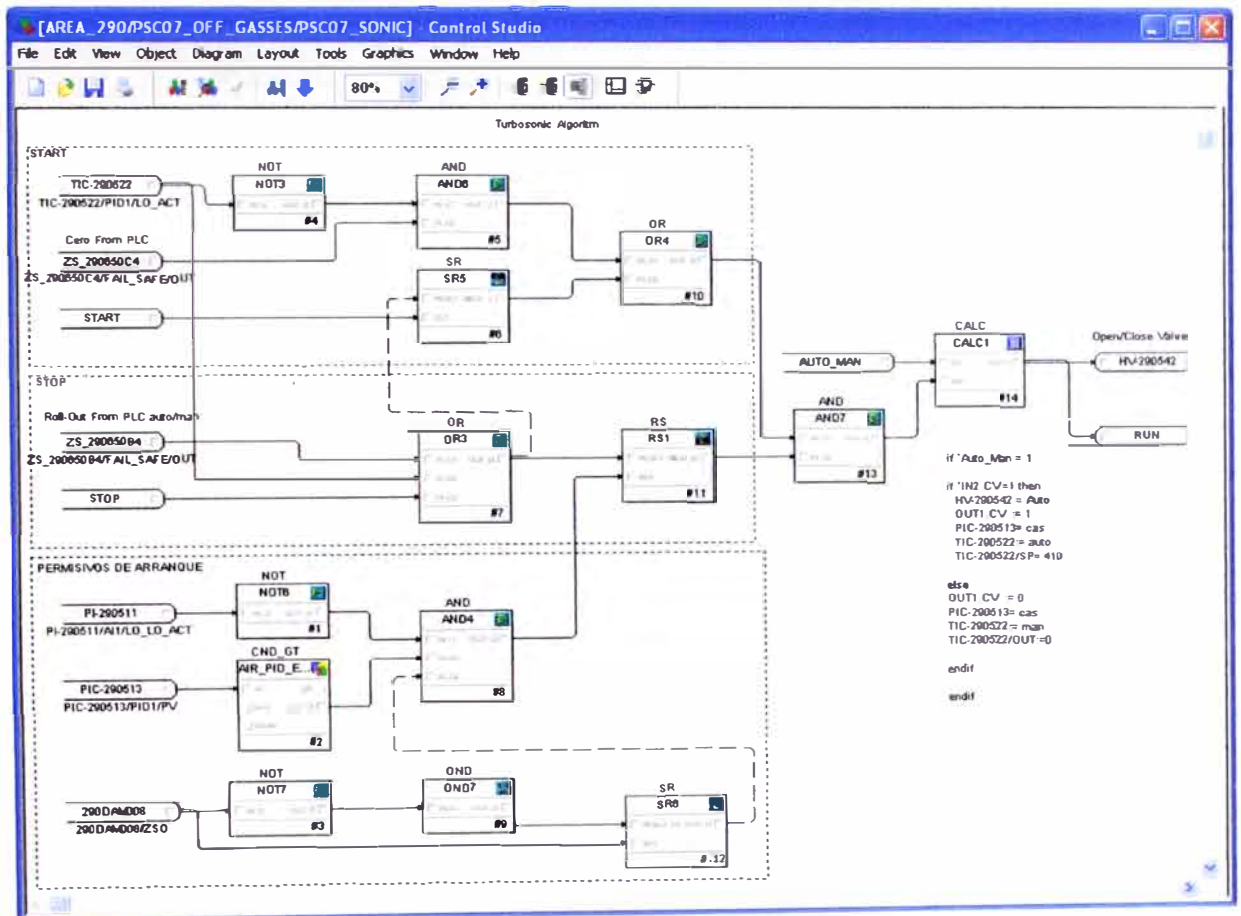 [AREA_290/PSC07_OFF_GASSES/PSC07_SONIC] - Control Studio
File Edit View Object Diagram Layout Tools Graphics Window Help
80%
Turbosonic Algoritm
START
TIC-290522
TIC-290522/PID1/LO_ACT
NOT
NOT3
#4
AND
AND6
#5
Cero From PLC
ZS_290650C4
ZS_290650C4/FAIL_SAFE/OUT
START
SR
SR5
#6
OR
OR4
#10
STOP
Roll-Out From PLC auto/man
ZS_290650B4
ZS_290650B4/FAIL_SAFE/OUT
STOP
OR
OR3
#7
RS
RS1
#11
AND
AND7
#13
AUTO_MAN
CALC
CALC1
#14
Open/Close Valve
HV-290542
RUN
if 'Auto_Man = 1
if 'IN2 CV=1 then
HV-290542 = Auto
OUT1 CV := 1
PIC-290513= cas
TIC-290522:= auto
TIC-290522/SP= 410
else
OUT1 CV := 0
PIC-290513= cas
TIC-290522:= man
TIC-290522/OUT:=0
endif
endif
PERMISIVOS DE ARRANQUE
PI-290511
PI-290511/AI1/LO_LO_ACT
NOT
NOT6
#1
CND_GT
AIR_PID_E...
#2
PIC-290513
PIC-290513/PID1/PV
AND
AND4
#8
290DAM008
290DAM008/ZSO
NOT
NOT7
#3
OND
OND7
#9
SR
SR6
#.12